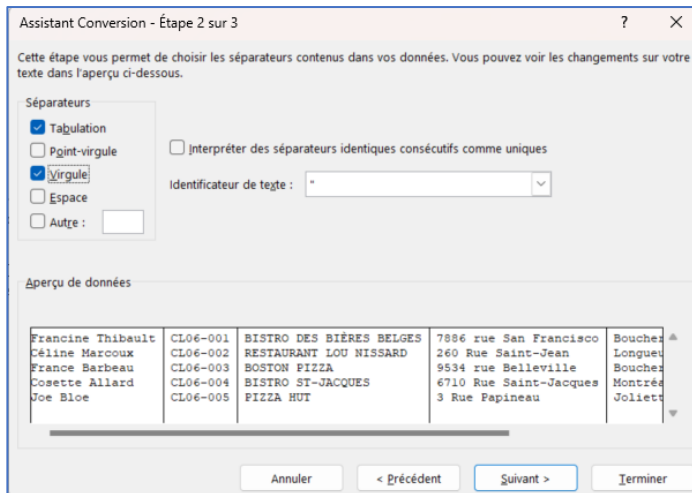 Assistant Conversion - Étape 2 sur 3 ? ×
Cette étape vous permet de choisir les séparateurs contenus dans vos données. Vous pouvez voir les changements sur votre
texte dans l'aperçu ci-dessous.
Séparateurs
Tabulation
Point-virgule
Virgule
Espace
Autre :
Interpréter des séparateurs identiques consécutifs comme uniques
Identificateur de texte : "
Aperçu de données
Francine Thibault CL06-001 BISTRO DES BIÈRES BELGES 7886 rue San Francisco Boucher
Céline Marcoux CL06-002 RESTAURANT LOU NISSARD 260 Rue Saint-Jean Longueu
France Barbeau CL06-003 BOSTON PIZZA 9534 rue Belleville Boucher
Cosette Allard CL06-004 BISTRO ST-JACQUES 6710 Rue Saint-Jacques Montréa
Joe Bloe CL06-005 PIZZA HUT 3 Rue Papineau Joliett
Annuler < Précédent Suivant > Terminer